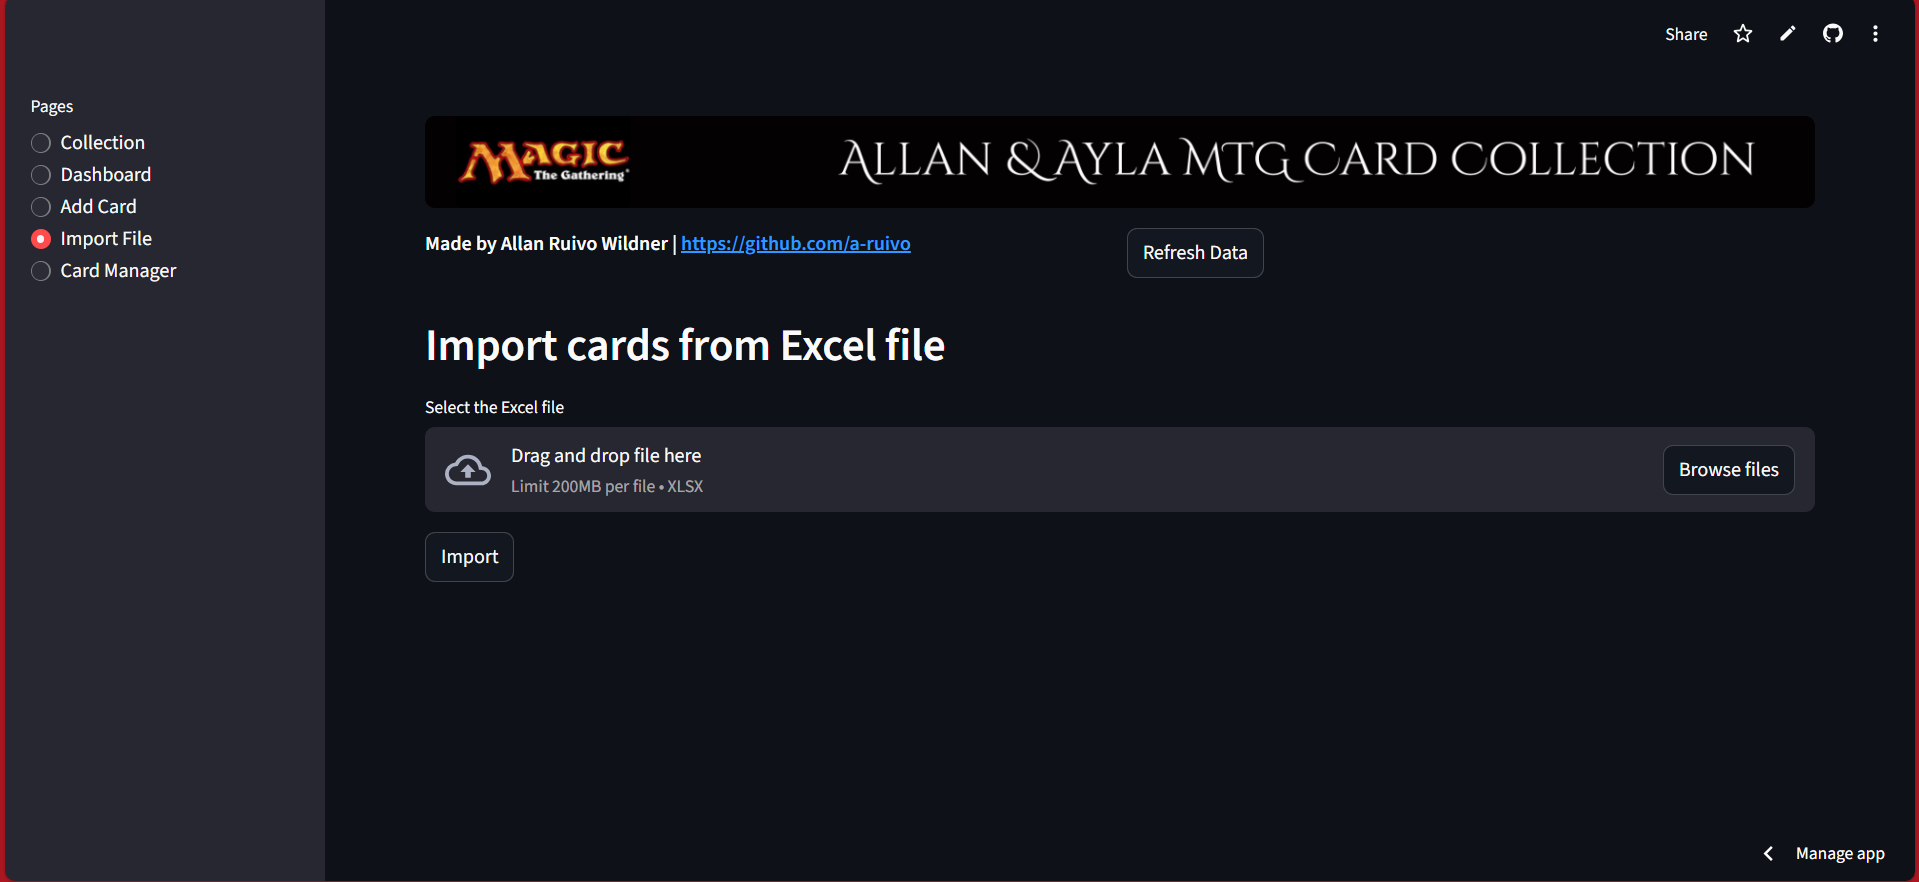 Share
Pages
Collection
Dashboard
Add Card
Import File
Card Manager
MAGIC
The Gathering®
ALLAN & AYLA MTG CARD COLLECTION
Made by Allan Ruivo Wildner | https://github.com/a-ruivo
Refresh Data
Import cards from Excel file
Select the Excel file
Drag and drop file here
Limit 200MB per file • XLSX
Browse files
Import
Manage app